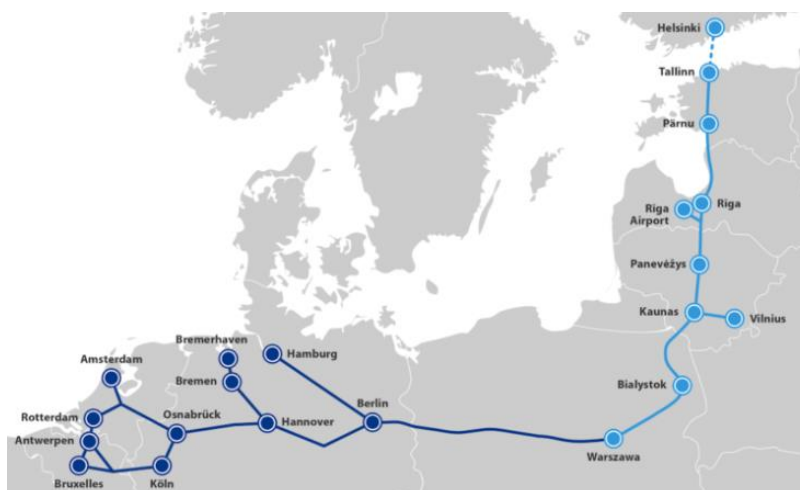 Helsinki
Tallinn
Pärnu
Riga
Riga
Airport
Panevėžys
Kaunas
Vilnius
Bremerhaven
Hamburg
Amsterdam
Bremen
Bialystok
Rotterdam
Osnabrück
Hannover
Berlin
Antwerpen
Warszawa
Bruxelles
Köln